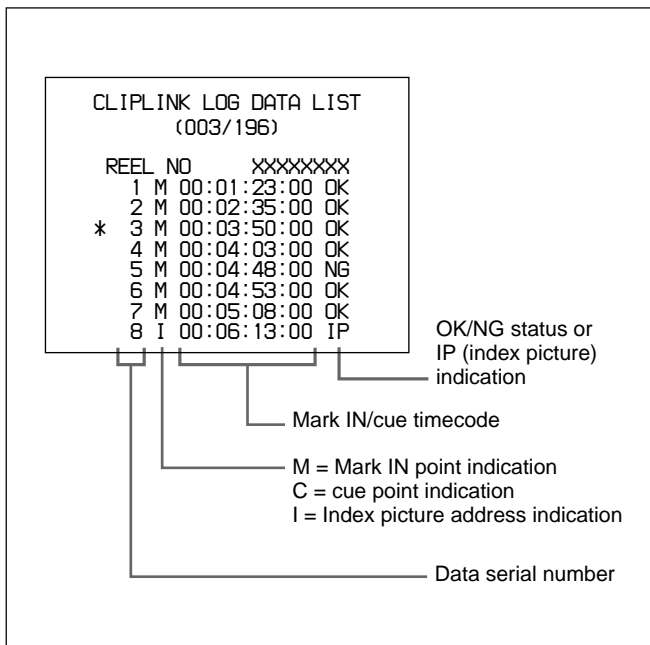 CLIPLINK LOG DATA LIST
(003/196)
REEL NO XXXXXXXX
1 M 00:01:23:00 OK
2 M 00:02:35:00 OK
* 3 M 00:03:50:00 OK
4 M 00:04:03:00 OK
5 M 00:04:48:00 NG
6 M 00:04:53:00 OK
7 M 00:05:08:00 OK
8 I 00:06:13:00 IP
OK/NG status or
IP (index picture)
indication
Mark IN/cue timecode
M = Mark IN point indication
C = cue point indication
I = Index picture address indication
Data serial number